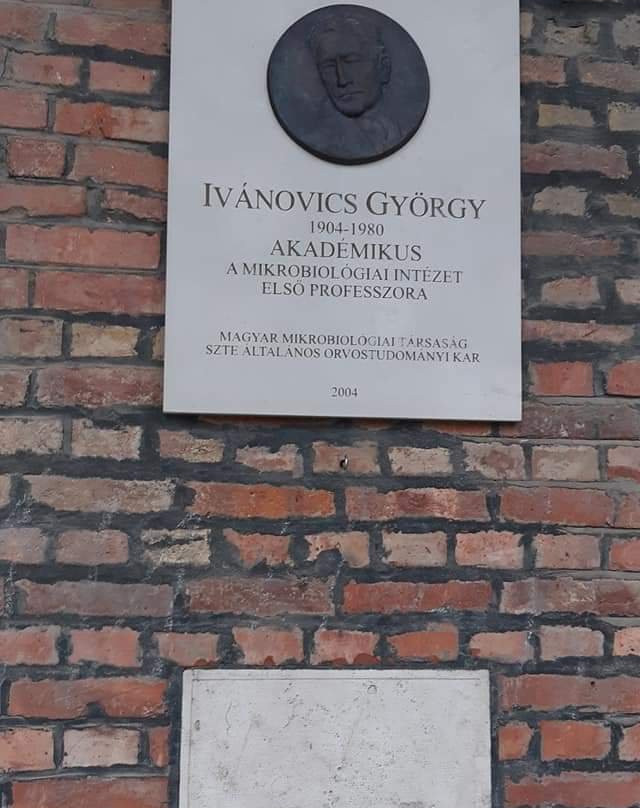 IVÁNOVICS GYÖRGY
1904-1980
AKADÉMIKUS
A MIKROBIOLÓGIAI INTÉZET
ELSŐ PROFESSZORA
MAGYAR MIKROBIOLÓGIAI TÁRSASÁG
SZTE ÁLTALÁNOS ORVOSTUDOMÁNYI KAR
2004